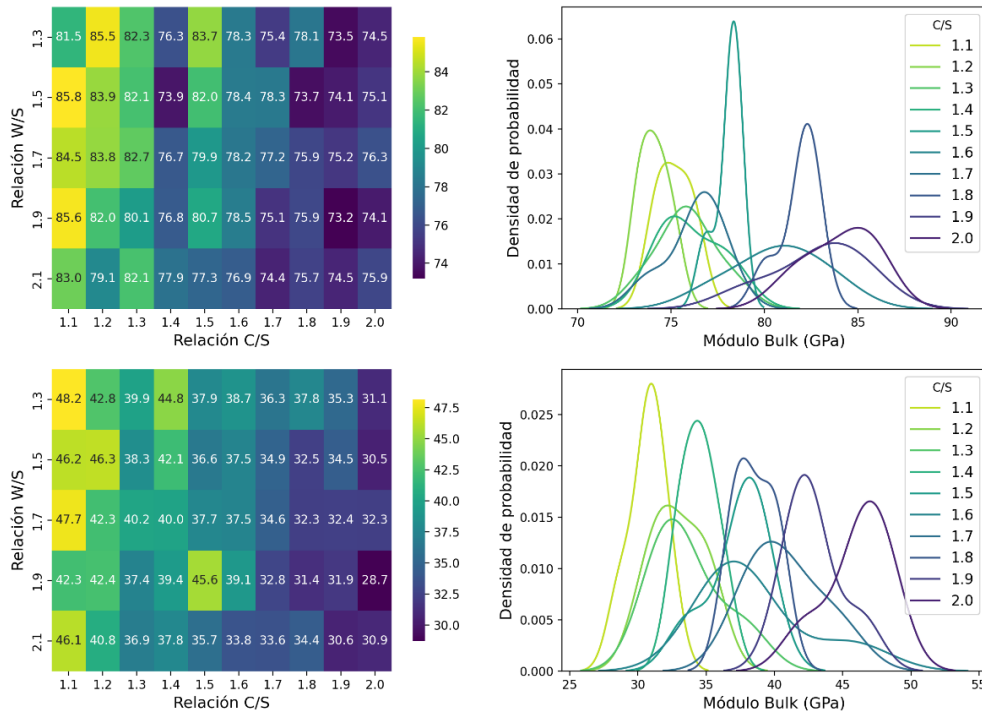 Relación W/S
1.3
1.5
1.7
1.9
2.1
81.5 85.5 82.3 76.3 83.7 78.3 75.4 78.1 73.5 74.5
85.8 83.9 82.1 73.9 82.0 78.4 78.3 73.7 74.1 75.1
84.5 83.8 82.7 76.7 79.9 78.2 77.2 75.9 75.2 76.3
85.6 82.0 80.1 76.8 80.7 78.5 75.1 75.9 73.2 74.1
83.0 79.1 82.1 77.9 77.3 76.9 74.4 75.7 74.5 75.9
1.1 1.2 1.3 1.4 1.5 1.6 1.7 1.8 1.9 2.0
Relación C/S
84
82
80
78
76
74
Densidad de probabilidad
0.06
0.05
0.04
0.03
0.02
0.01
0.00
70 75 80 85 90
Módulo Bulk (GPa)
C/S
1.1
1.2
1.3
1.4
1.5
1.6
1.7
1.8
1.9
2.0
Relación W/S
1.3
1.5
1.7
1.9
2.1
48.2 42.8 39.9 44.8 37.9 38.7 36.3 37.8 35.3 31.1
46.2 46.3 38.3 42.1 36.6 37.5 34.9 32.5 34.5 30.5
47.7 42.3 40.2 40.0 37.7 37.5 34.6 32.3 32.4 32.3
42.3 42.4 37.4 39.4 45.6 39.1 32.8 31.4 31.9 28.7
46.1 40.8 36.9 37.8 35.7 33.8 33.6 34.4 30.6 30.9
1.1 1.2 1.3 1.4 1.5 1.6 1.7 1.8 1.9 2.0
Relación C/S
47.5
45.0
42.5
40.0
37.5
35.0
32.5
30.0
Densidad de probabilidad
0.025
0.020
0.015
0.010
0.005
0.000
25 30 35 40 45 50 55
Módulo Bulk (GPa)
C/S
1.1
1.2
1.3
1.4
1.5
1.6
1.7
1.8
1.9
2.0